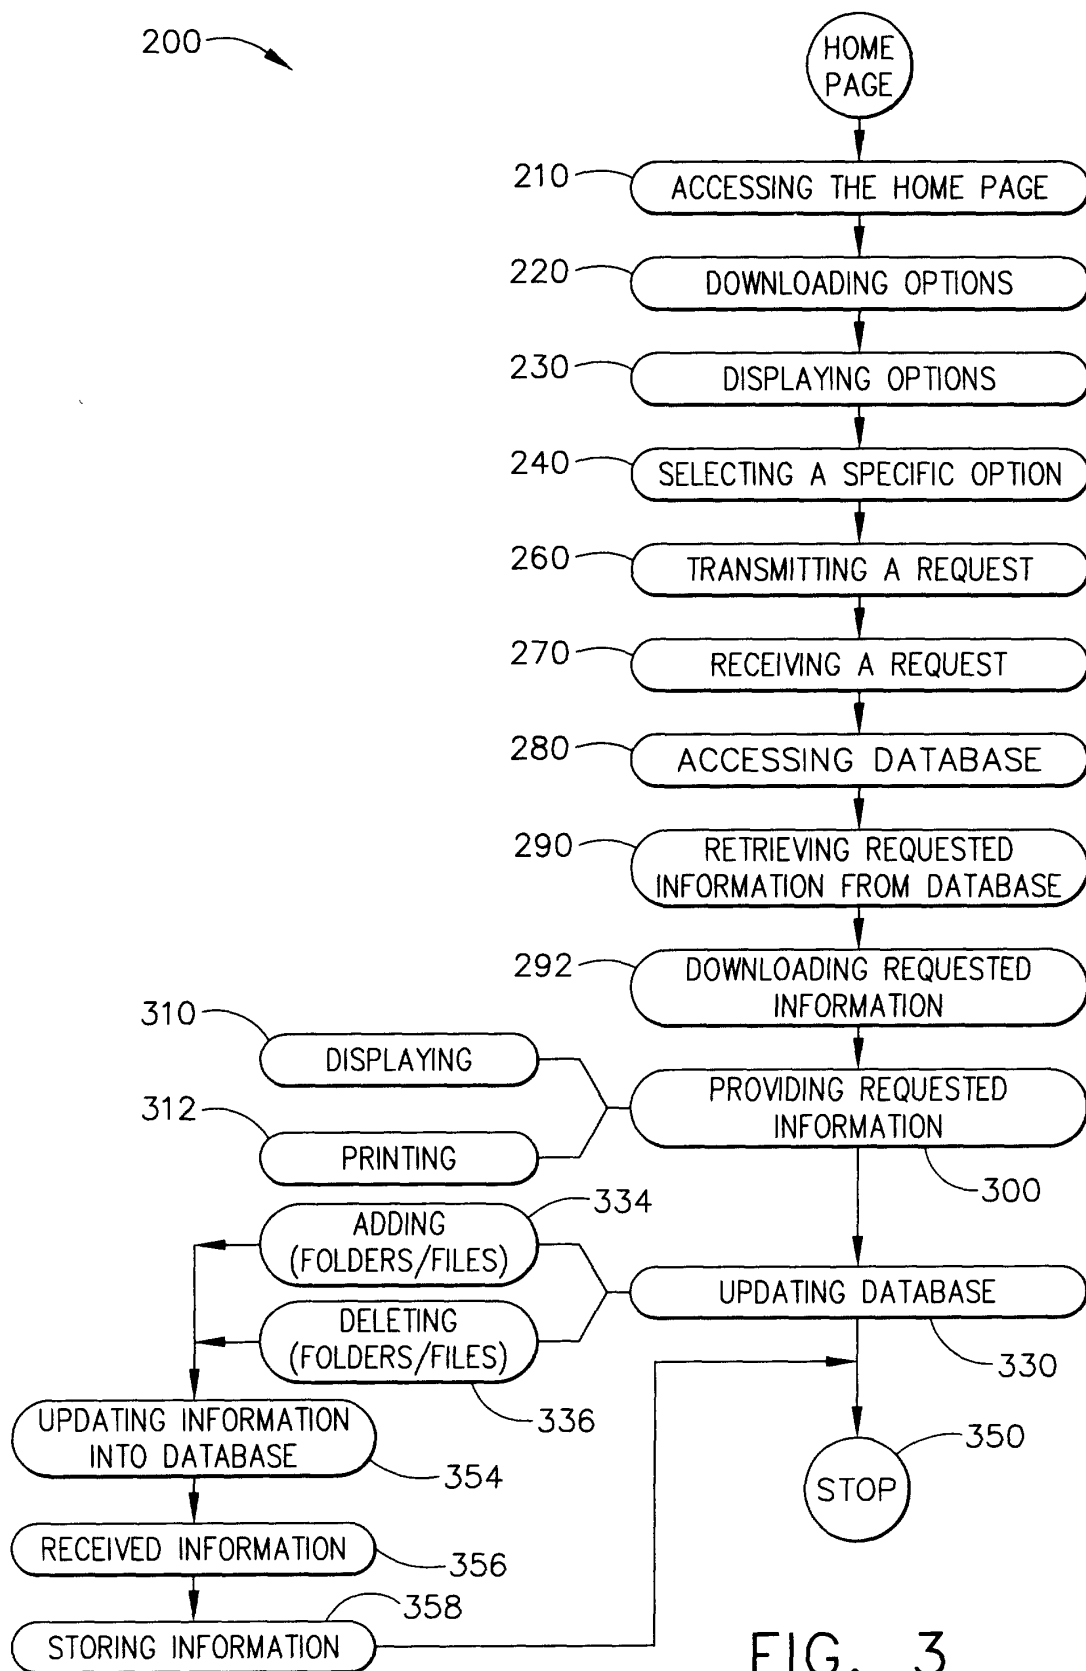 200
HOME
PAGE
210
ACCESSING THE HOME PAGE
220
DOWNLOADING OPTIONS
230
DISPLAYING OPTIONS
240
SELECTING A SPECIFIC OPTION
260
TRANSMITTING A REQUEST
270
RECEIVING A REQUEST
280
ACCESSING DATABASE
290
RETRIEVING REQUESTED
INFORMATION FROM DATABASE
292
DOWNLOADING REQUESTED
INFORMATION
310
DISPLAYING
PROVIDING REQUESTED
INFORMATION
312
PRINTING
300
334
ADDING
(FOLDERS/FILES)
UPDATING DATABASE
DELETING
(FOLDERS/FILES)
330
336
UPDATING INFORMATION
INTO DATABASE
354
350
STOP
RECEIVED INFORMATION
356
358
STORING INFORMATION
FIG. 3